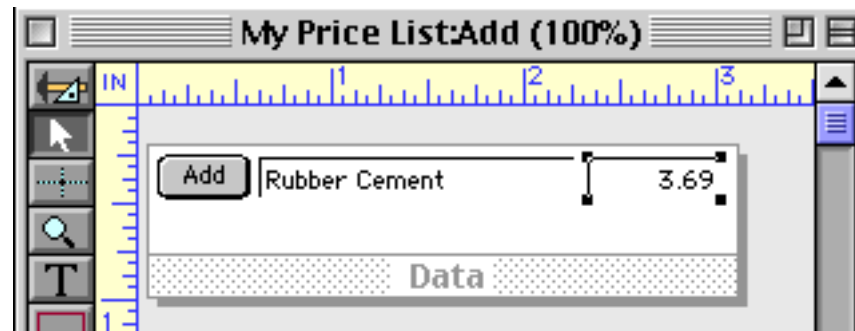 My Price List:Add (100%)
IN 1 2 3
Add Rubber Cement 3.69
Data
T
1